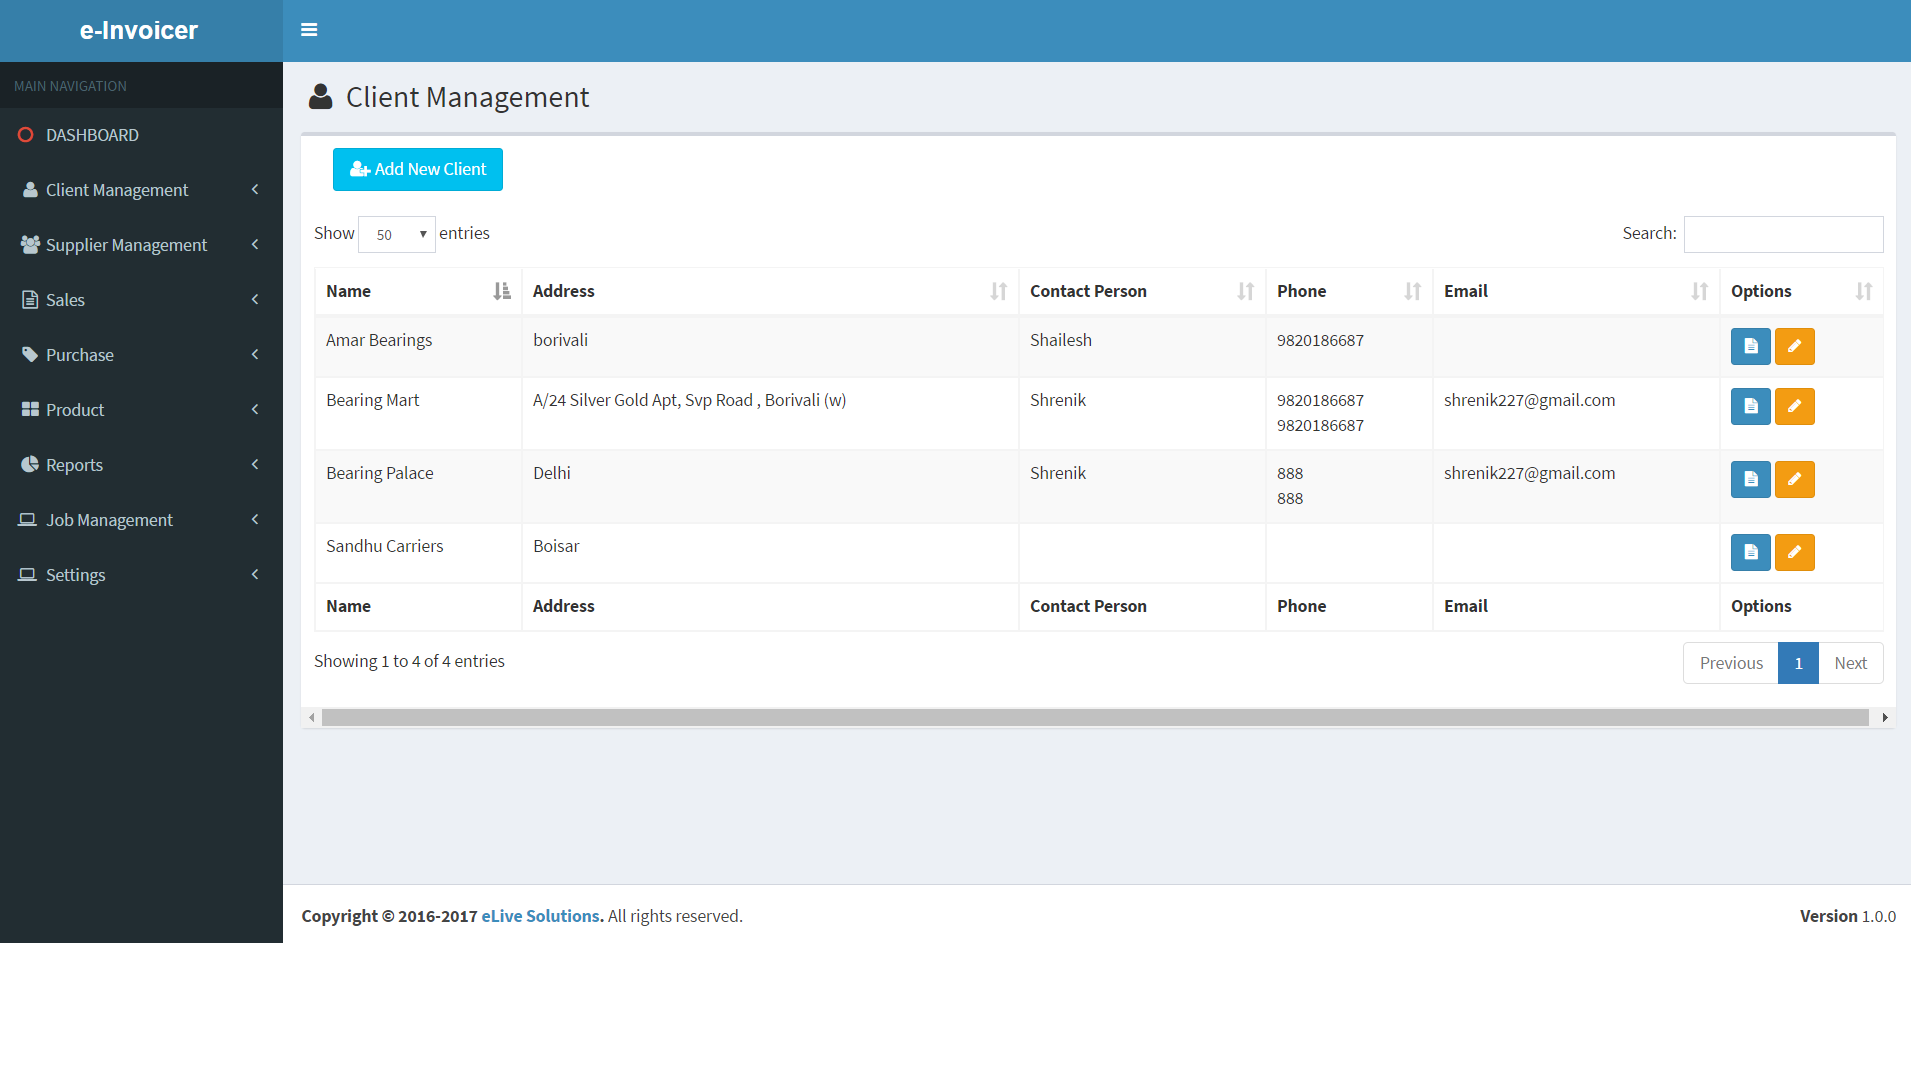 e-Invoicer
MAIN NAVIGATION
DASHBOARD
Client Management
Supplier Management
Sales
Purchase
Product
Reports
Job Management
Settings
Client Management
Add New Client
Show 50 entries
Search:
Name Address Contact Person Phone Email Options
Amar Bearings borivali Shailesh 9820186687
Bearing Mart A/24 Silver Gold Apt, Svp Road , Borivali (w) Shrenik 9820186687 shrenik227@gmail.com
9820186687
Bearing Palace Delhi Shrenik 888 shrenik227@gmail.com
888
Sandhu Carriers Boisar
Name Address Contact Person Phone Email Options
Showing 1 to 4 of 4 entries
Previous 1 Next
Copyright © 2016-2017 eLive Solutions. All rights reserved.
Version 1.0.0